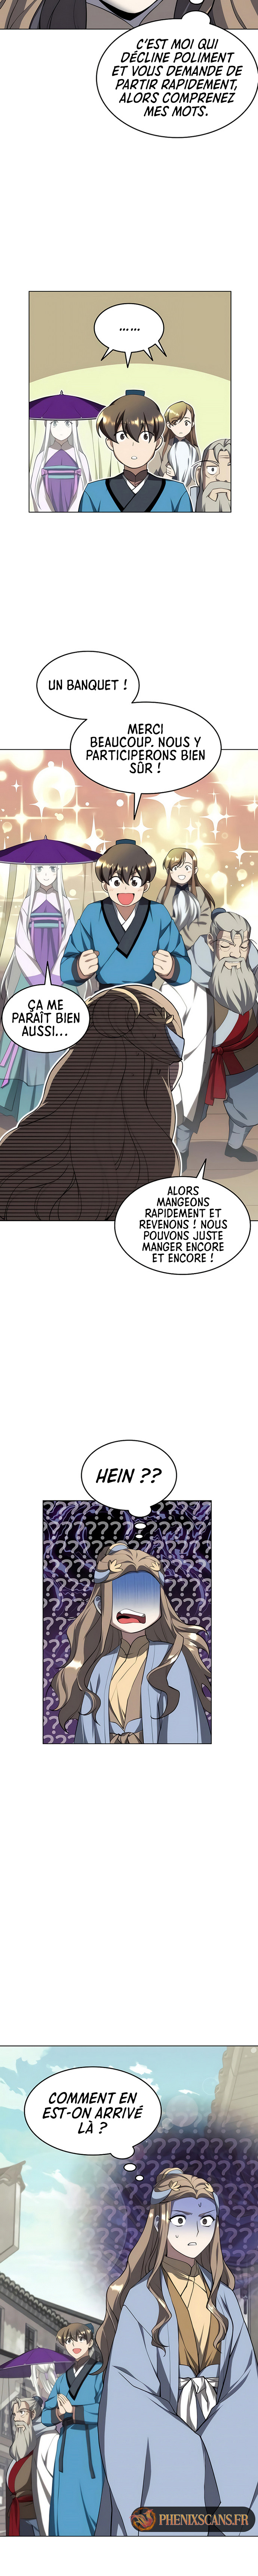 C'EST MOI QUI
DÉCLINE POLIMENT
ET VOUS DEMANDE DE
PARTIR RAPIDEMENT,
ALORS COMPRENEZ
MES MOTS.
......
UN BANQUET !
MERCI
BEAUCOUP. NOUS Y
PARTICIPERONS BIEN
SÛR !
ÇA ME
PARAÎT BIEN
AUSSI...
ALORS
MANGEONS
RAPIDEMENT ET
REVENONS ! NOUS
POUVONS JUSTE
MANGER ENCORE
ET ENCORE !
HEIN ??
COMMENT EN
EST-ON ARRIVÉ
LÀ ?
PHENIXSCANS.FR